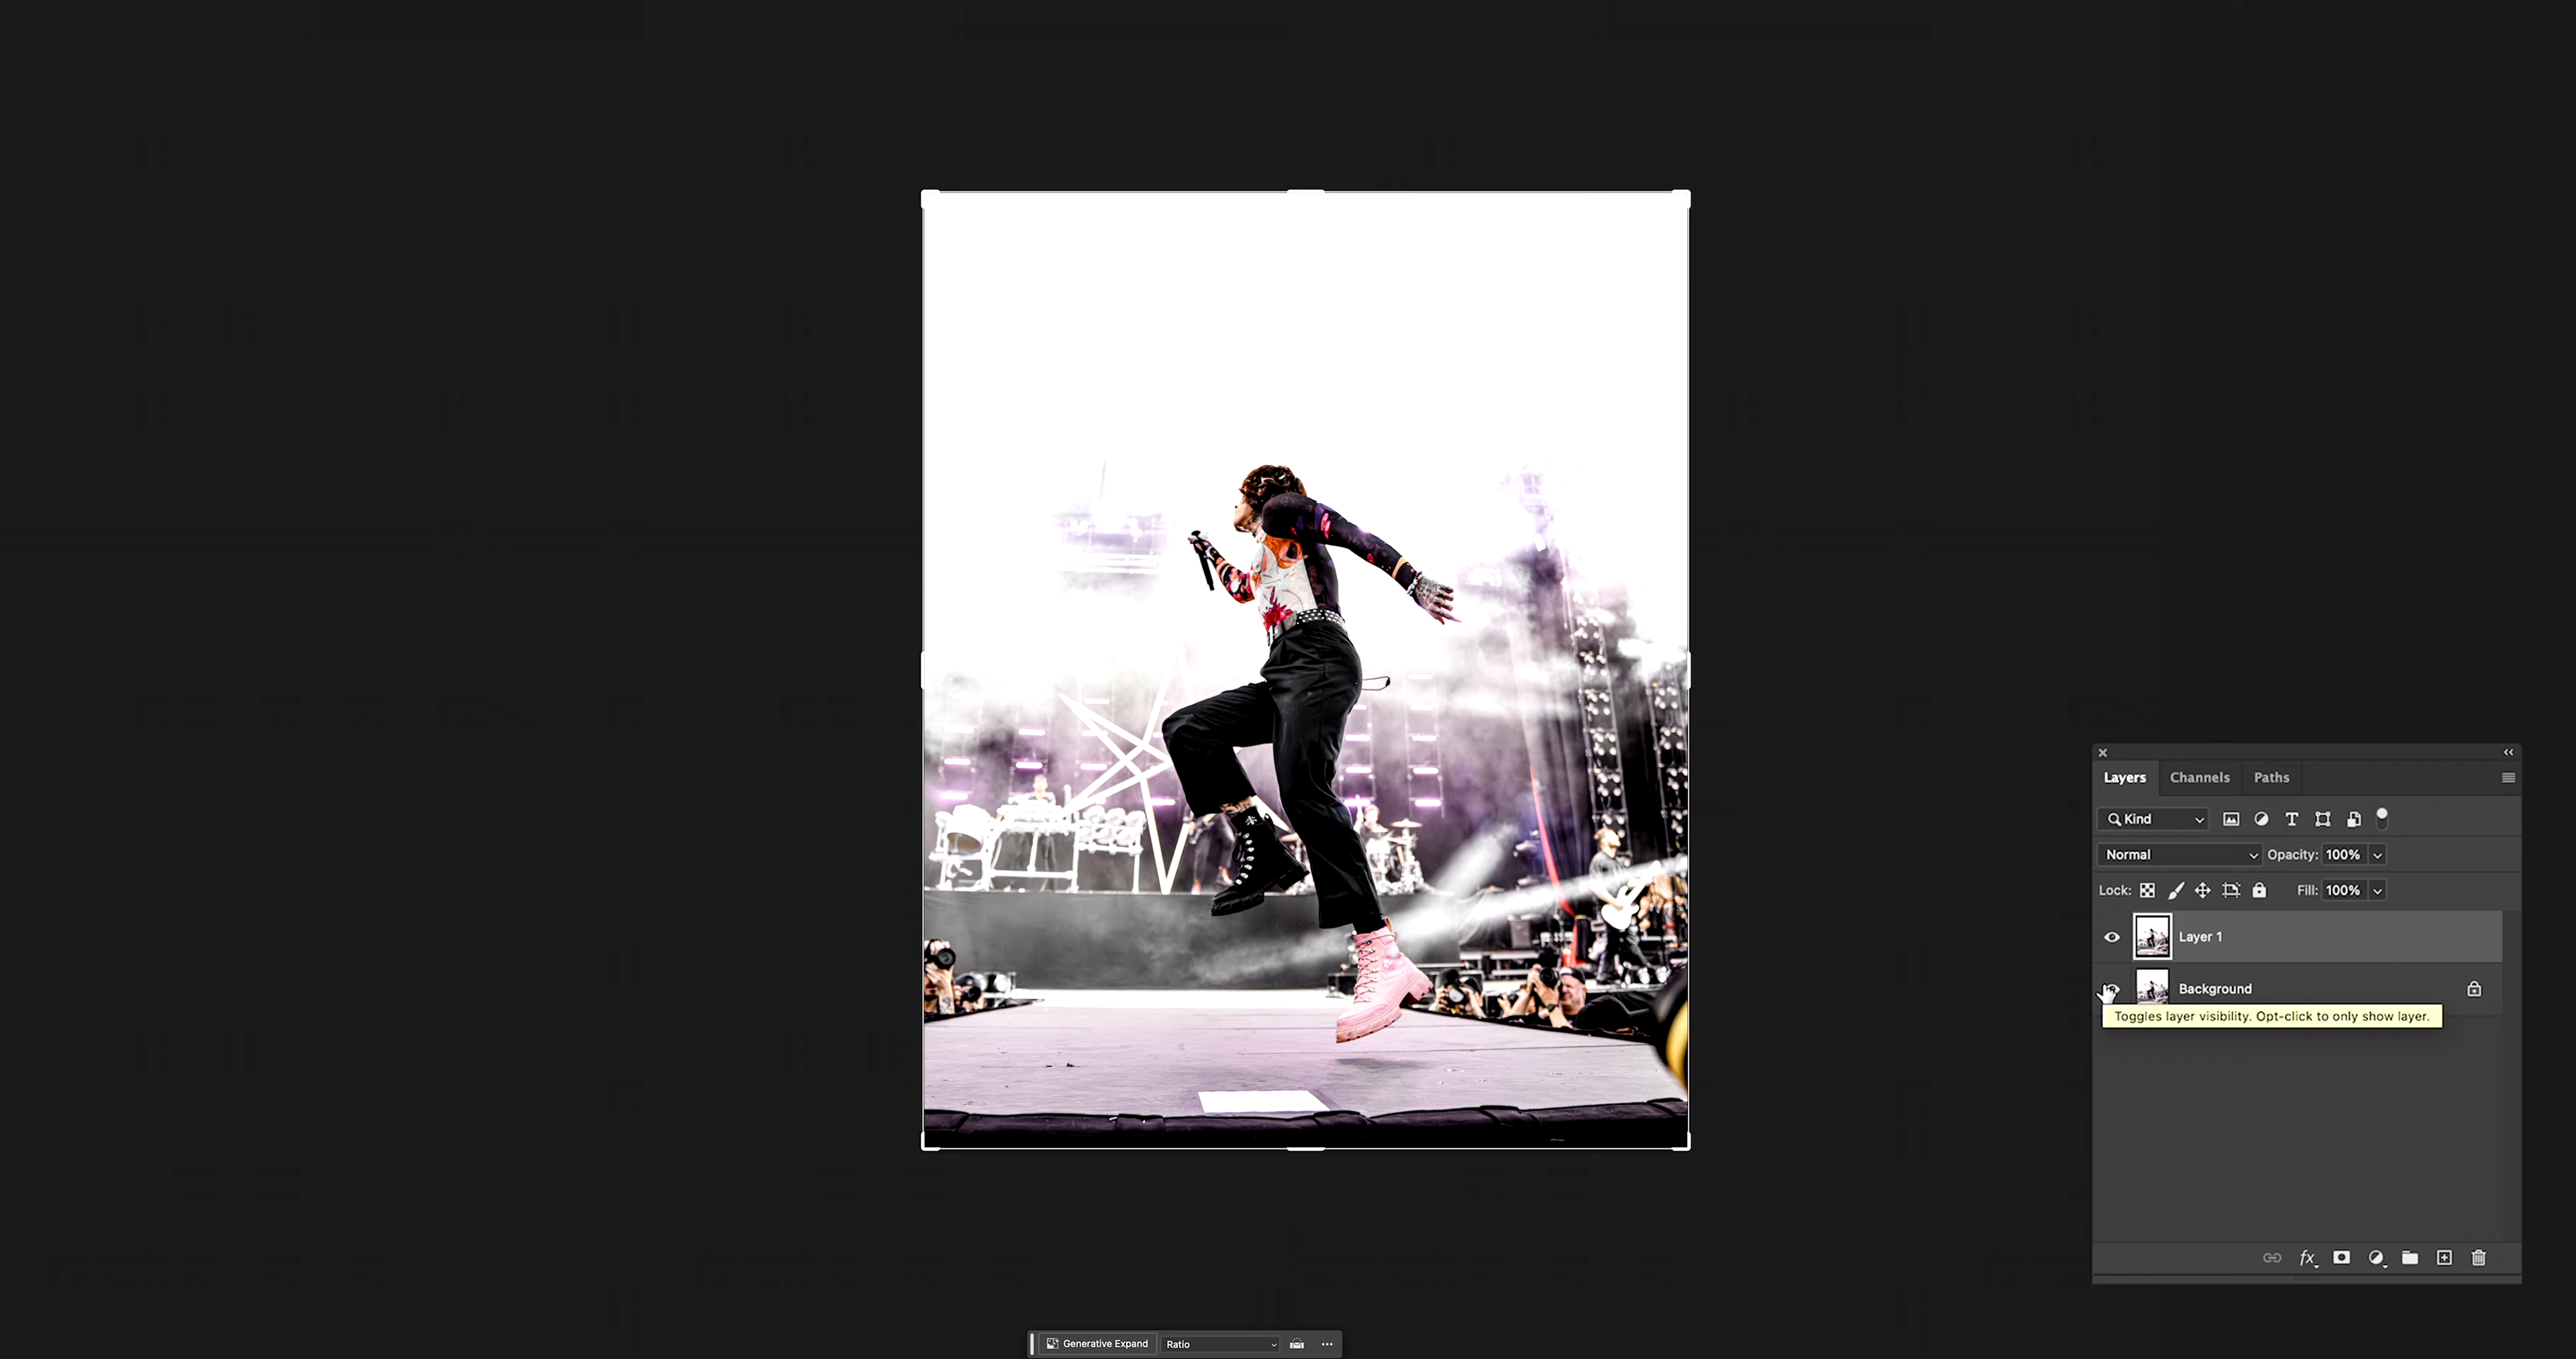 Layers Channels Paths
Kind
Normal Opacity: 100%
Lock: Fill: 100%
Layer 1
Background
Toggles layer visibility. Opt-click to only show layer.
fx
Generative Expand Ratio